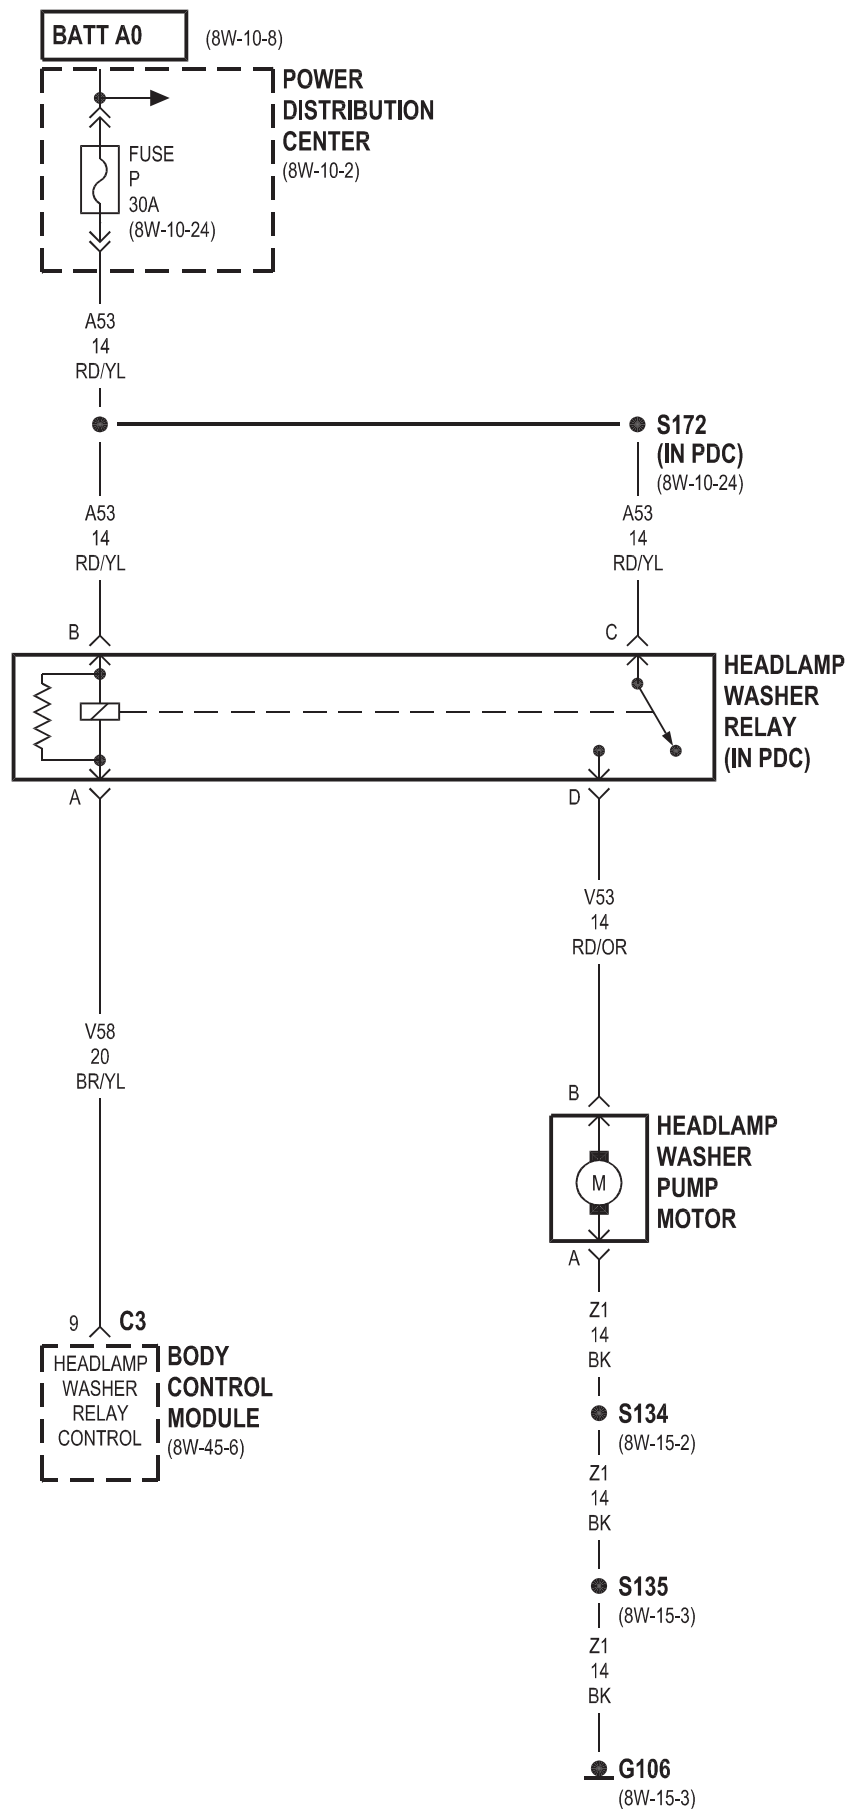 BATT A0
(8W-10-8)
POWER
DISTRIBUTION
CENTER
(8W-10-2)
FUSE
P
30A
(8W-10-24)
A53
14
RD/YL
S172
(IN PDC)
(8W-10-24)
A53
14
RD/YL
A53
14
RD/YL
B
C
HEADLAMP
WASHER
RELAY
(IN PDC)
A
D
V53
14
RD/OR
V58
20
BR/YL
B
HEADLAMP
WASHER
PUMP
MOTOR
M
A
Z1
14
BK
9
C3
HEADLAMP
WASHER
RELAY
CONTROL
BODY
CONTROL
MODULE
(8W-45-6)
S134
(8W-15-2)
Z1
14
BK
S135
(8W-15-3)
Z1
14
BK
G106
(8W-15-3)